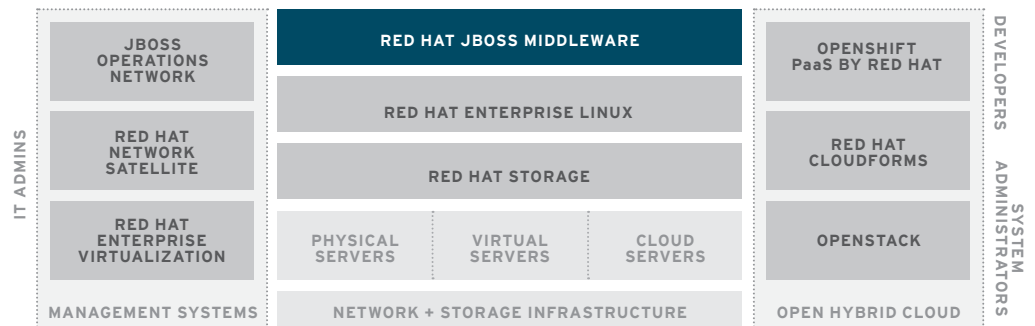 IT ADMINS
JBOSS
OPERATIONS
NETWORK
RED HAT
NETWORK
SATELLITE
RED HAT
ENTERPRISE
VIRTUALIZATION
MANAGEMENT SYSTEMS
RED HAT JBOSS MIDDLEWARE
RED HAT ENTERPRISE LINUX
RED HAT STORAGE
PHYSICAL
SERVERS
VIRTUAL
SERVERS
CLOUD
SERVERS
NETWORK + STORAGE INFRASTRUCTURE
OPENSHIFT
PaaS BY RED HAT
RED HAT
CLOUDFORMS
OPENSTACK
OPEN HYBRID CLOUD
DEVELOPERS
SYSTEM
ADMINISTRATORS